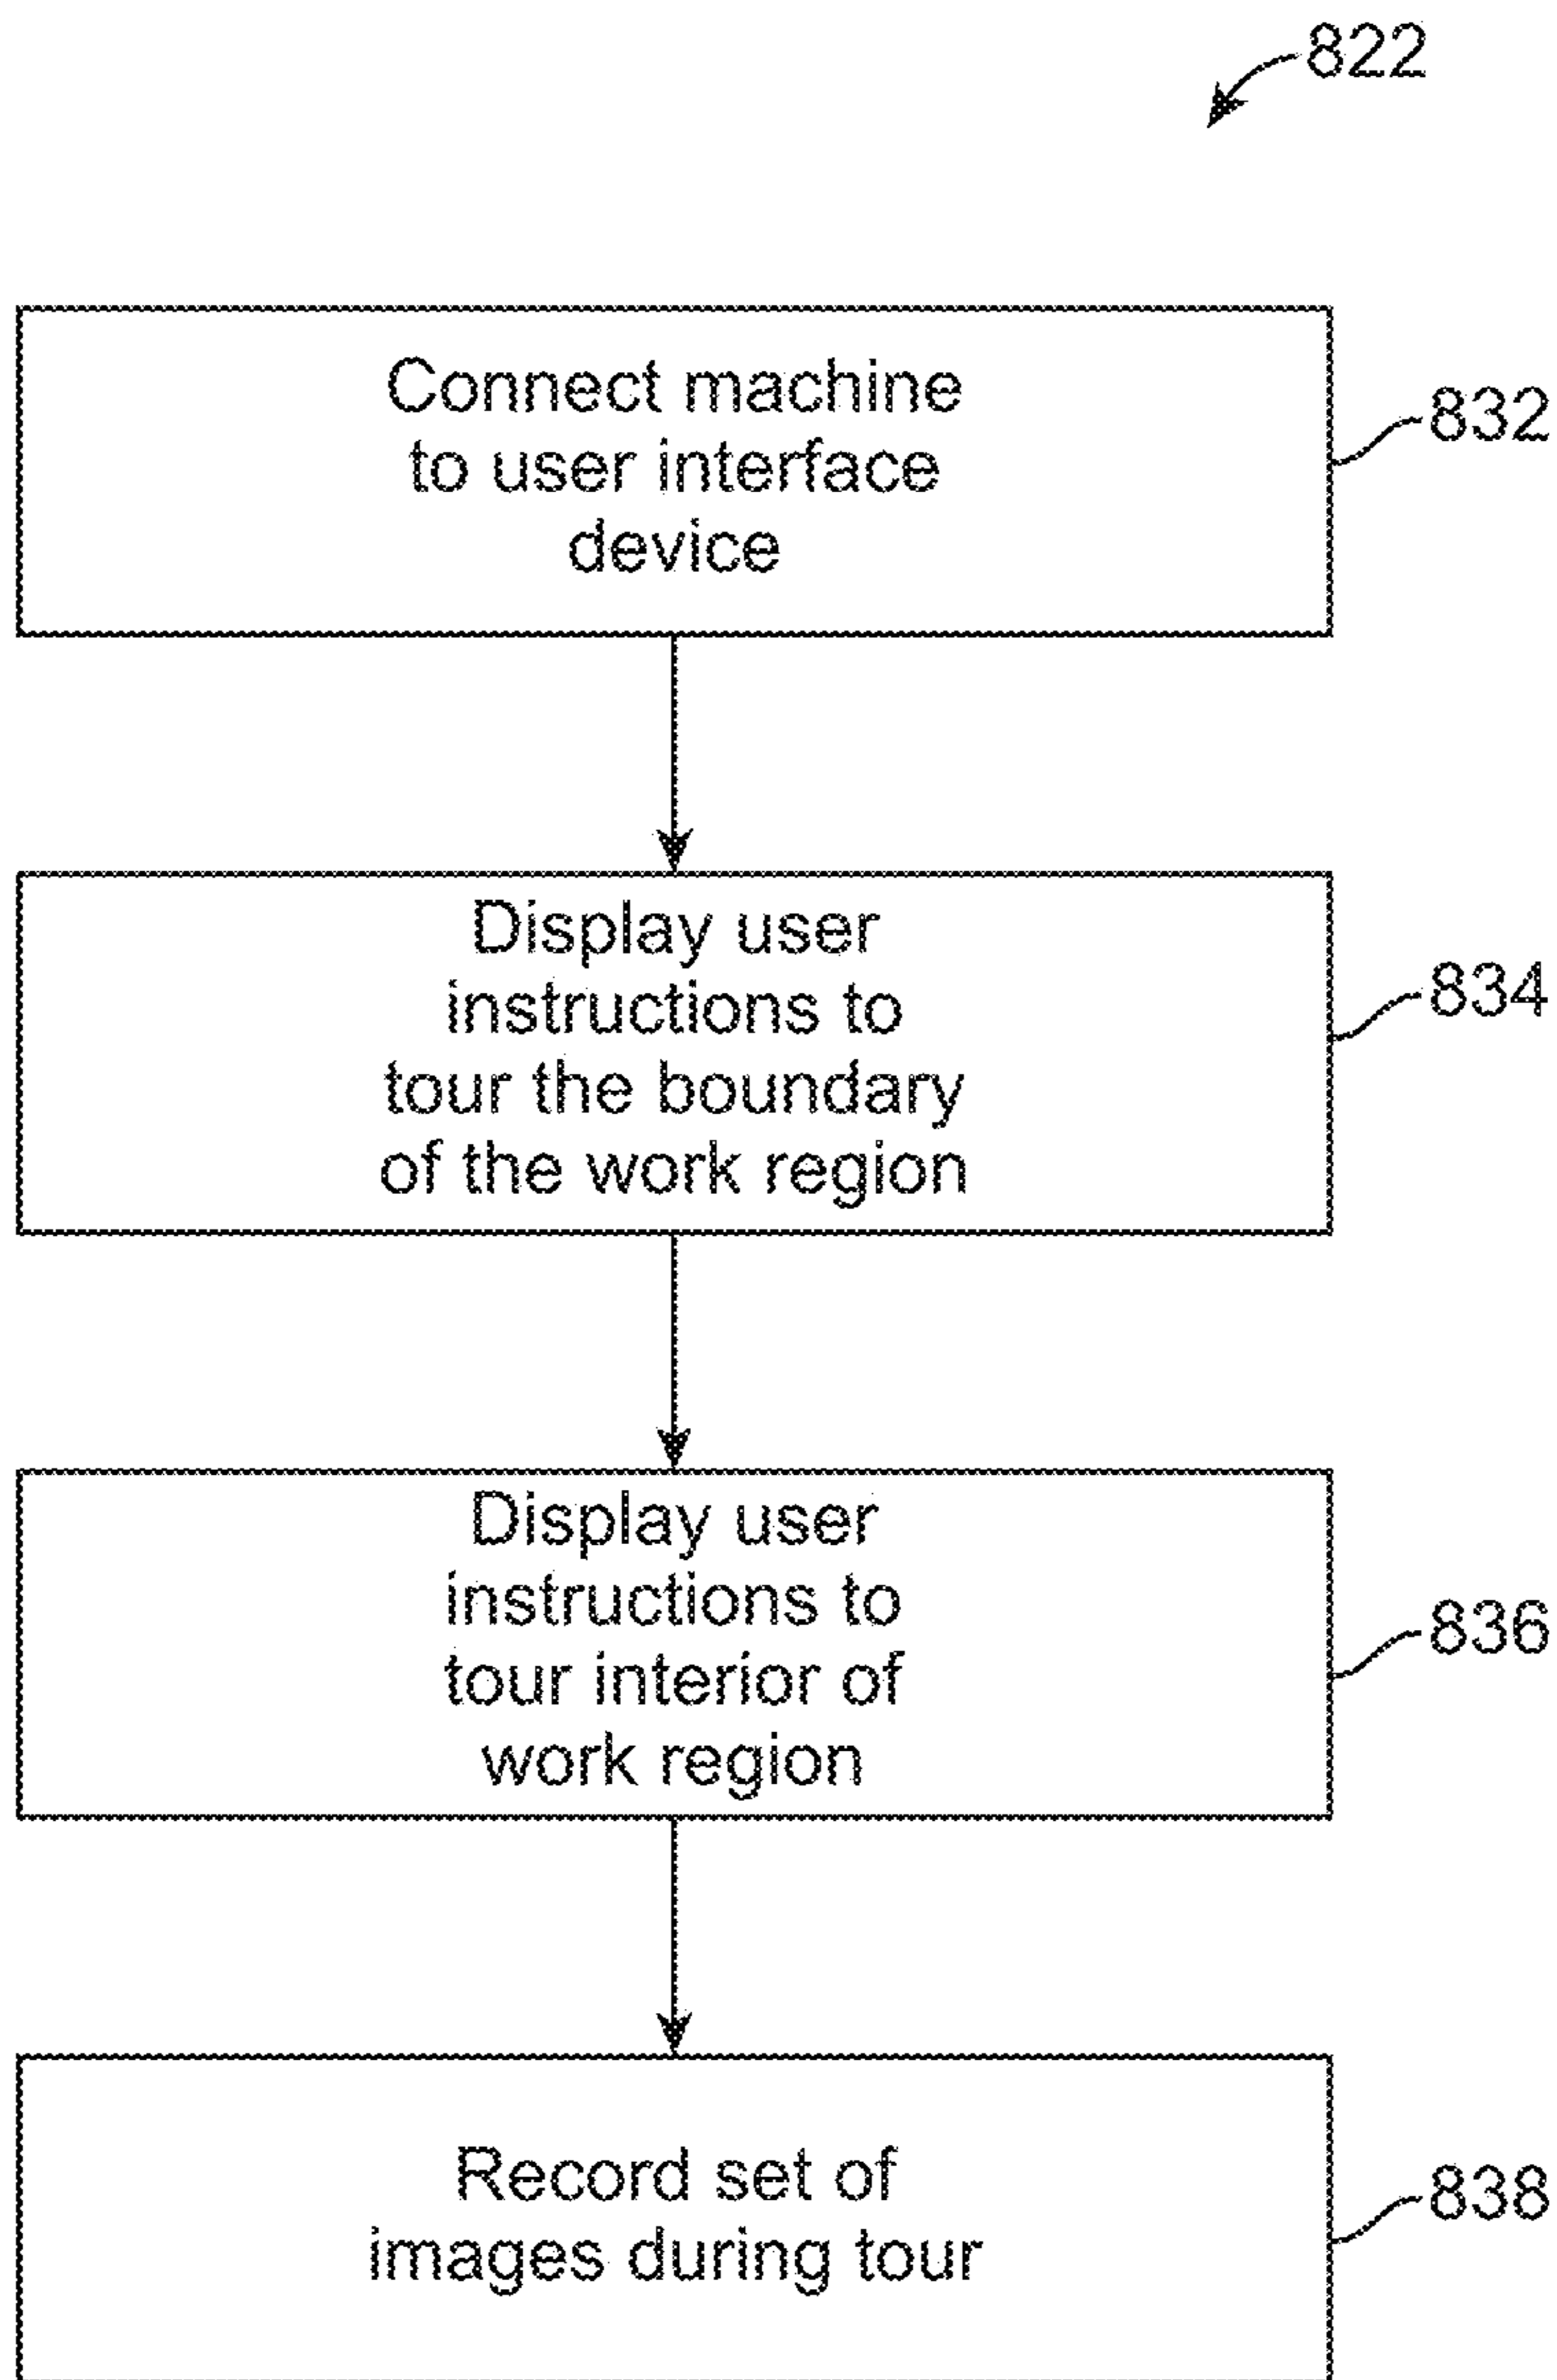 822
Connect machine
to user interface
device
832
Display user
instructions to
tour the boundary
of the work region
834
Display user
instructions to
tour interior of
work region
836
Record set of
images during tour
838